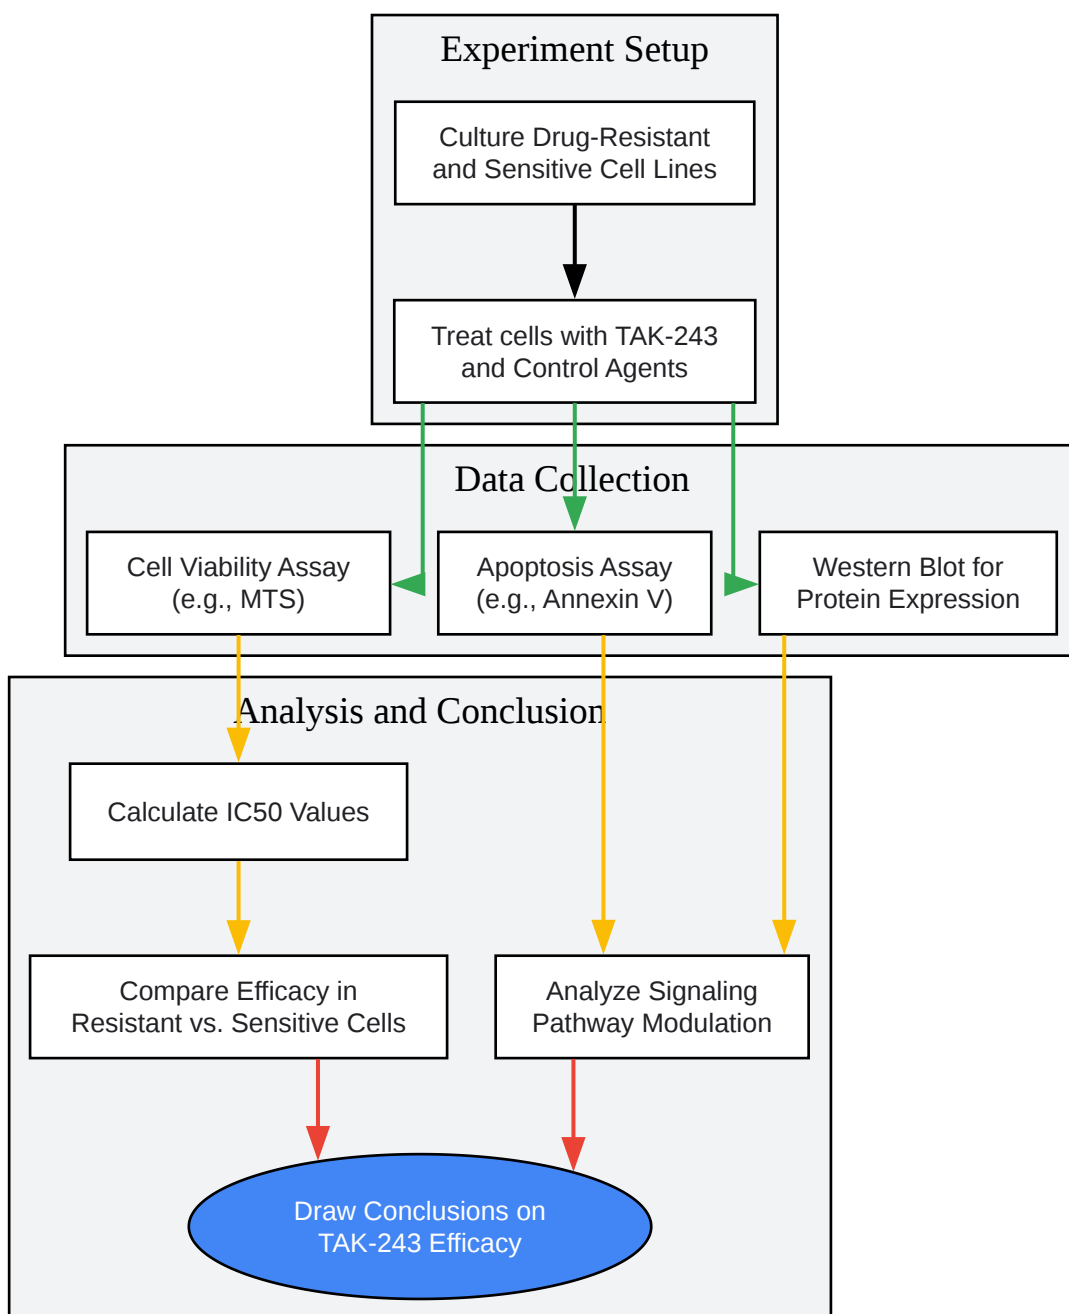 Experiment Setup
Culture Drug-Resistant
and Sensitive Cell Lines
Treat cells with TAK-243
and Control Agents
Data Collection
Cell Viability Assay
(e.g., MTS)
Apoptosis Assay
(e.g., Annexin V)
Western Blot for
Protein Expression
Analysis and Conclusion
Calculate IC50 Values
Compare Efficacy in
Resistant vs. Sensitive Cells
Analyze Signaling
Pathway Modulation
Draw Conclusions on
TAK-243 Efficacy